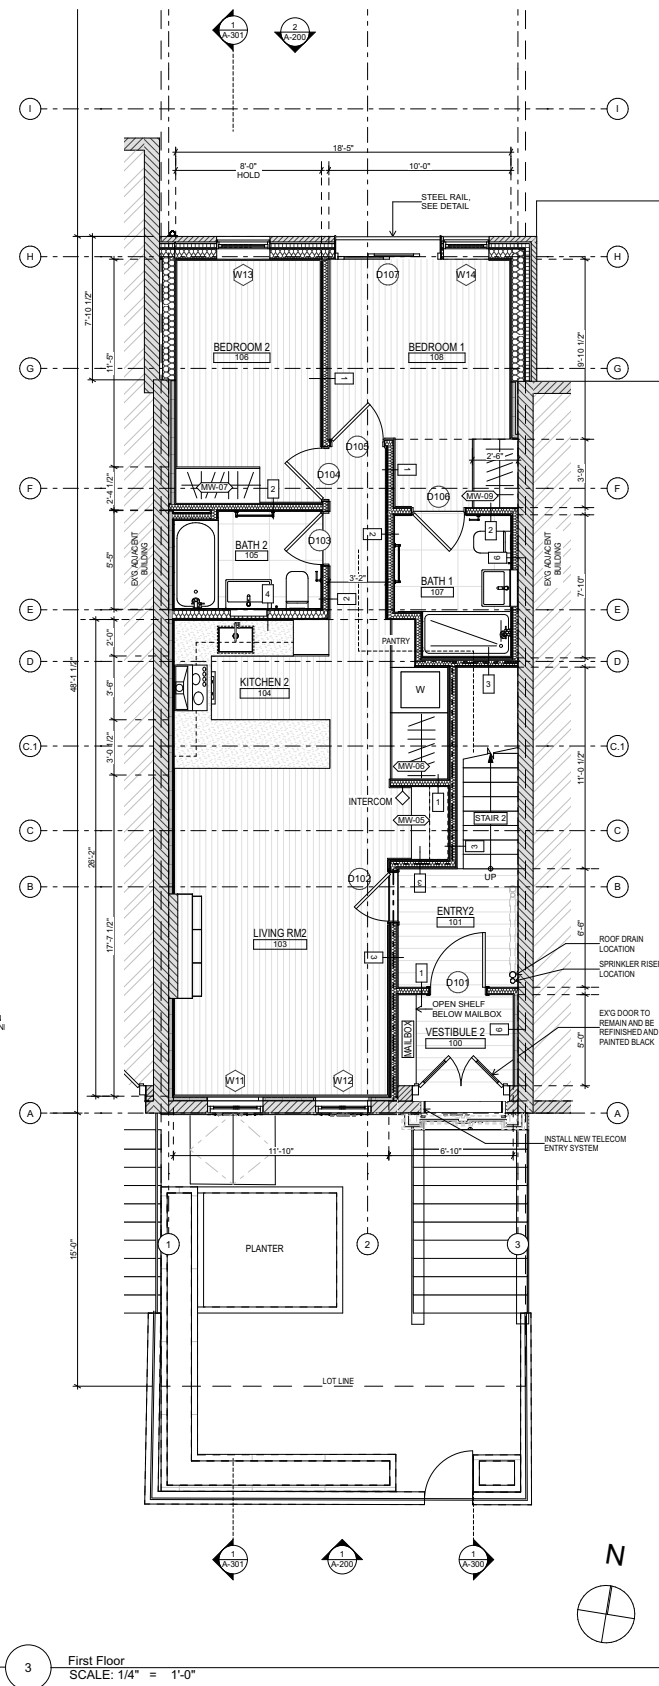 1
A-301
2
A-200
I
I
18'-5"
8'-0"
HOLD
10'-0"
STEEL RAIL,
SEE DETAIL
H
H
W13
D107
W14
7'-10 1/2"
11'-5"
9'-10 1/2"
BEDROOM 2
106
BEDROOM 1
108
G
G
1
D105
D104
1
2'-6"
3'-9"
MW-07
2
D106
MW-09
F
F
2'-4 1/2"
D103
2
2
6
BATH 2
105
5'-5"
EX'G ADJACENT
BUILDING
EX'G ADJACENT
BUILDING
BATH 1
107
7'-10"
3'-2"
4
2
E
E
2'-0"
PANTRY
D
D
48'-1 1/2"
KITCHEN 2
104
W
3
3'-6"
C.1
C.1
3'-0 1/2"
MW-06
11'-0 1/2"
1
INTERCOM
MW-05
STAIR 2
C
C
3
26'-2"
D102
3
UP
B
B
ENTRY2
101
LIVING RM2
103
17'-7 1/2"
6'-6"
3
ROOF DRAIN
LOCATION
SPRINKLER RISER
LOCATION
1
D101
OPEN SHELF
BELOW MAILBOX
MAILBOX
VESTIBULE 2
100
6
5'-0"
EX'G DOOR TO
REMAIN AND BE
REFINISHED AND
PAINTED BLACK
W11
W12
A
A
INSTALL NEW TELECOM
ENTRY SYSTEM
11'-10"
6'-10"
15'-0"
1
2
3
PLANTER
LOT LINE
1
A-301
1
A-200
1
A-300
N
3
First Floor
SCALE: 1/4" = 1'-0"